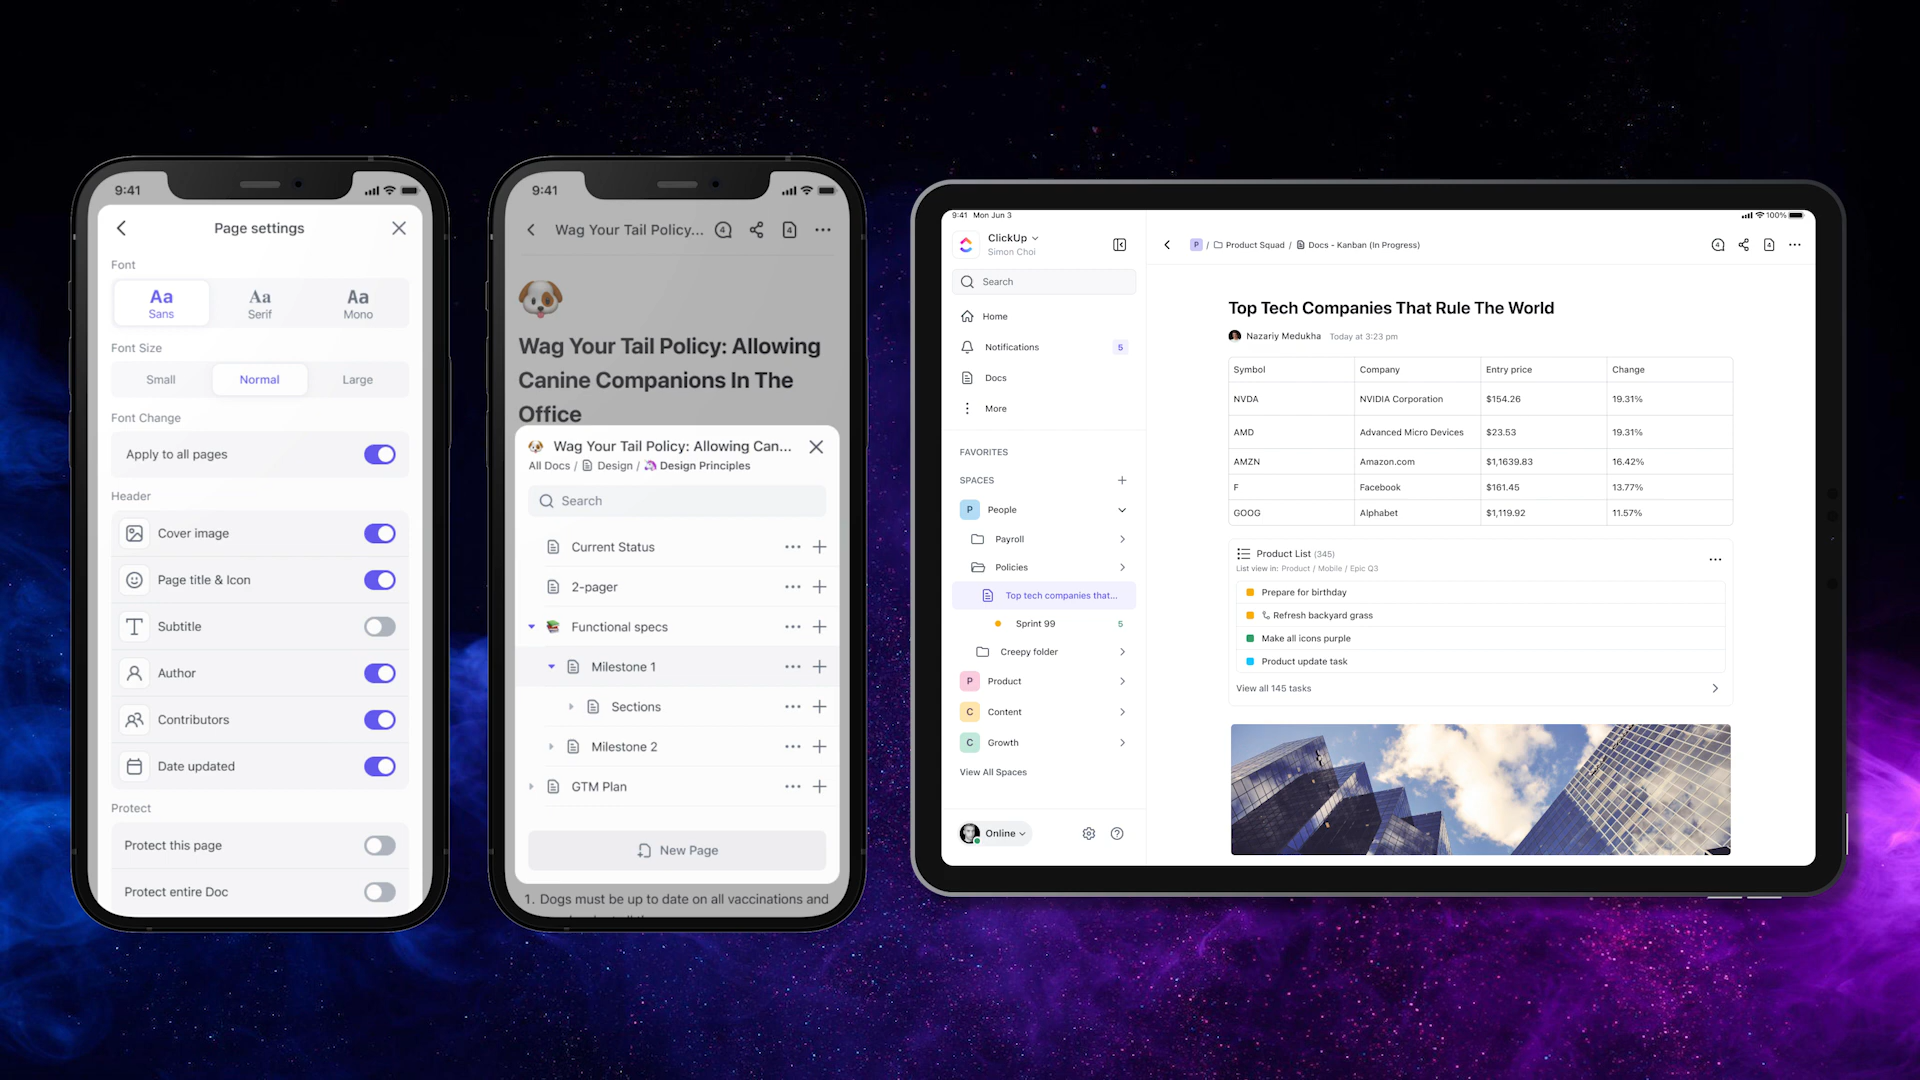 9:41
Page settings
Font
Aa
Sans
Aa
Serif
Aa
Mono
Font Size
Small
Normal
Large
Font Change
Apply to all pages
Header
Cover image
Page title & Icon
Subtitle
Author
Contributors
Date updated
Protect
Protect this page
Protect entire Doc
9:41
Wag Your Tail Policy...
4
4
Wag Your Tail Policy: Allowing
Canine Companions In The
Office
Wag Your Tail Policy: Allowing Can...
All Docs / Design / Design Principles
Search
Current Status
2-pager
Functional specs
Milestone 1
Sections
Milestone 2
GTM Plan
New Page
1. Dogs must be up to date on all vaccinations and
9:41 Mon Jun 3
100%
ClickUp
Simon Choi
Search
Home
Notifications 5
Docs
More
FAVORITES
SPACES
P People
Payroll
Policies
Top tech companies that...
Sprint 99 5
Creepy folder
P Product
C Content
C Growth
View All Spaces
Online
P / Product Squad / Docs - Kanban (In Progress)
4
4
Top Tech Companies That Rule The World
Nazariy Medukha Today at 3:23 pm
Symbol Company Entry price Change
NVDA NVIDIA Corporation $154.26 19.31%
AMD Advanced Micro Devices $23.53 19.31%
AMZN Amazon.com $1,1639.83 16.42%
F Facebook $161.45 13.77%
GOOG Alphabet $1,119.92 11.57%
Product List (345)
List view in: Product / Mobile / Epic Q3
Prepare for birthday
Refresh backyard grass
Make all icons purple
Product update task
View all 145 tasks